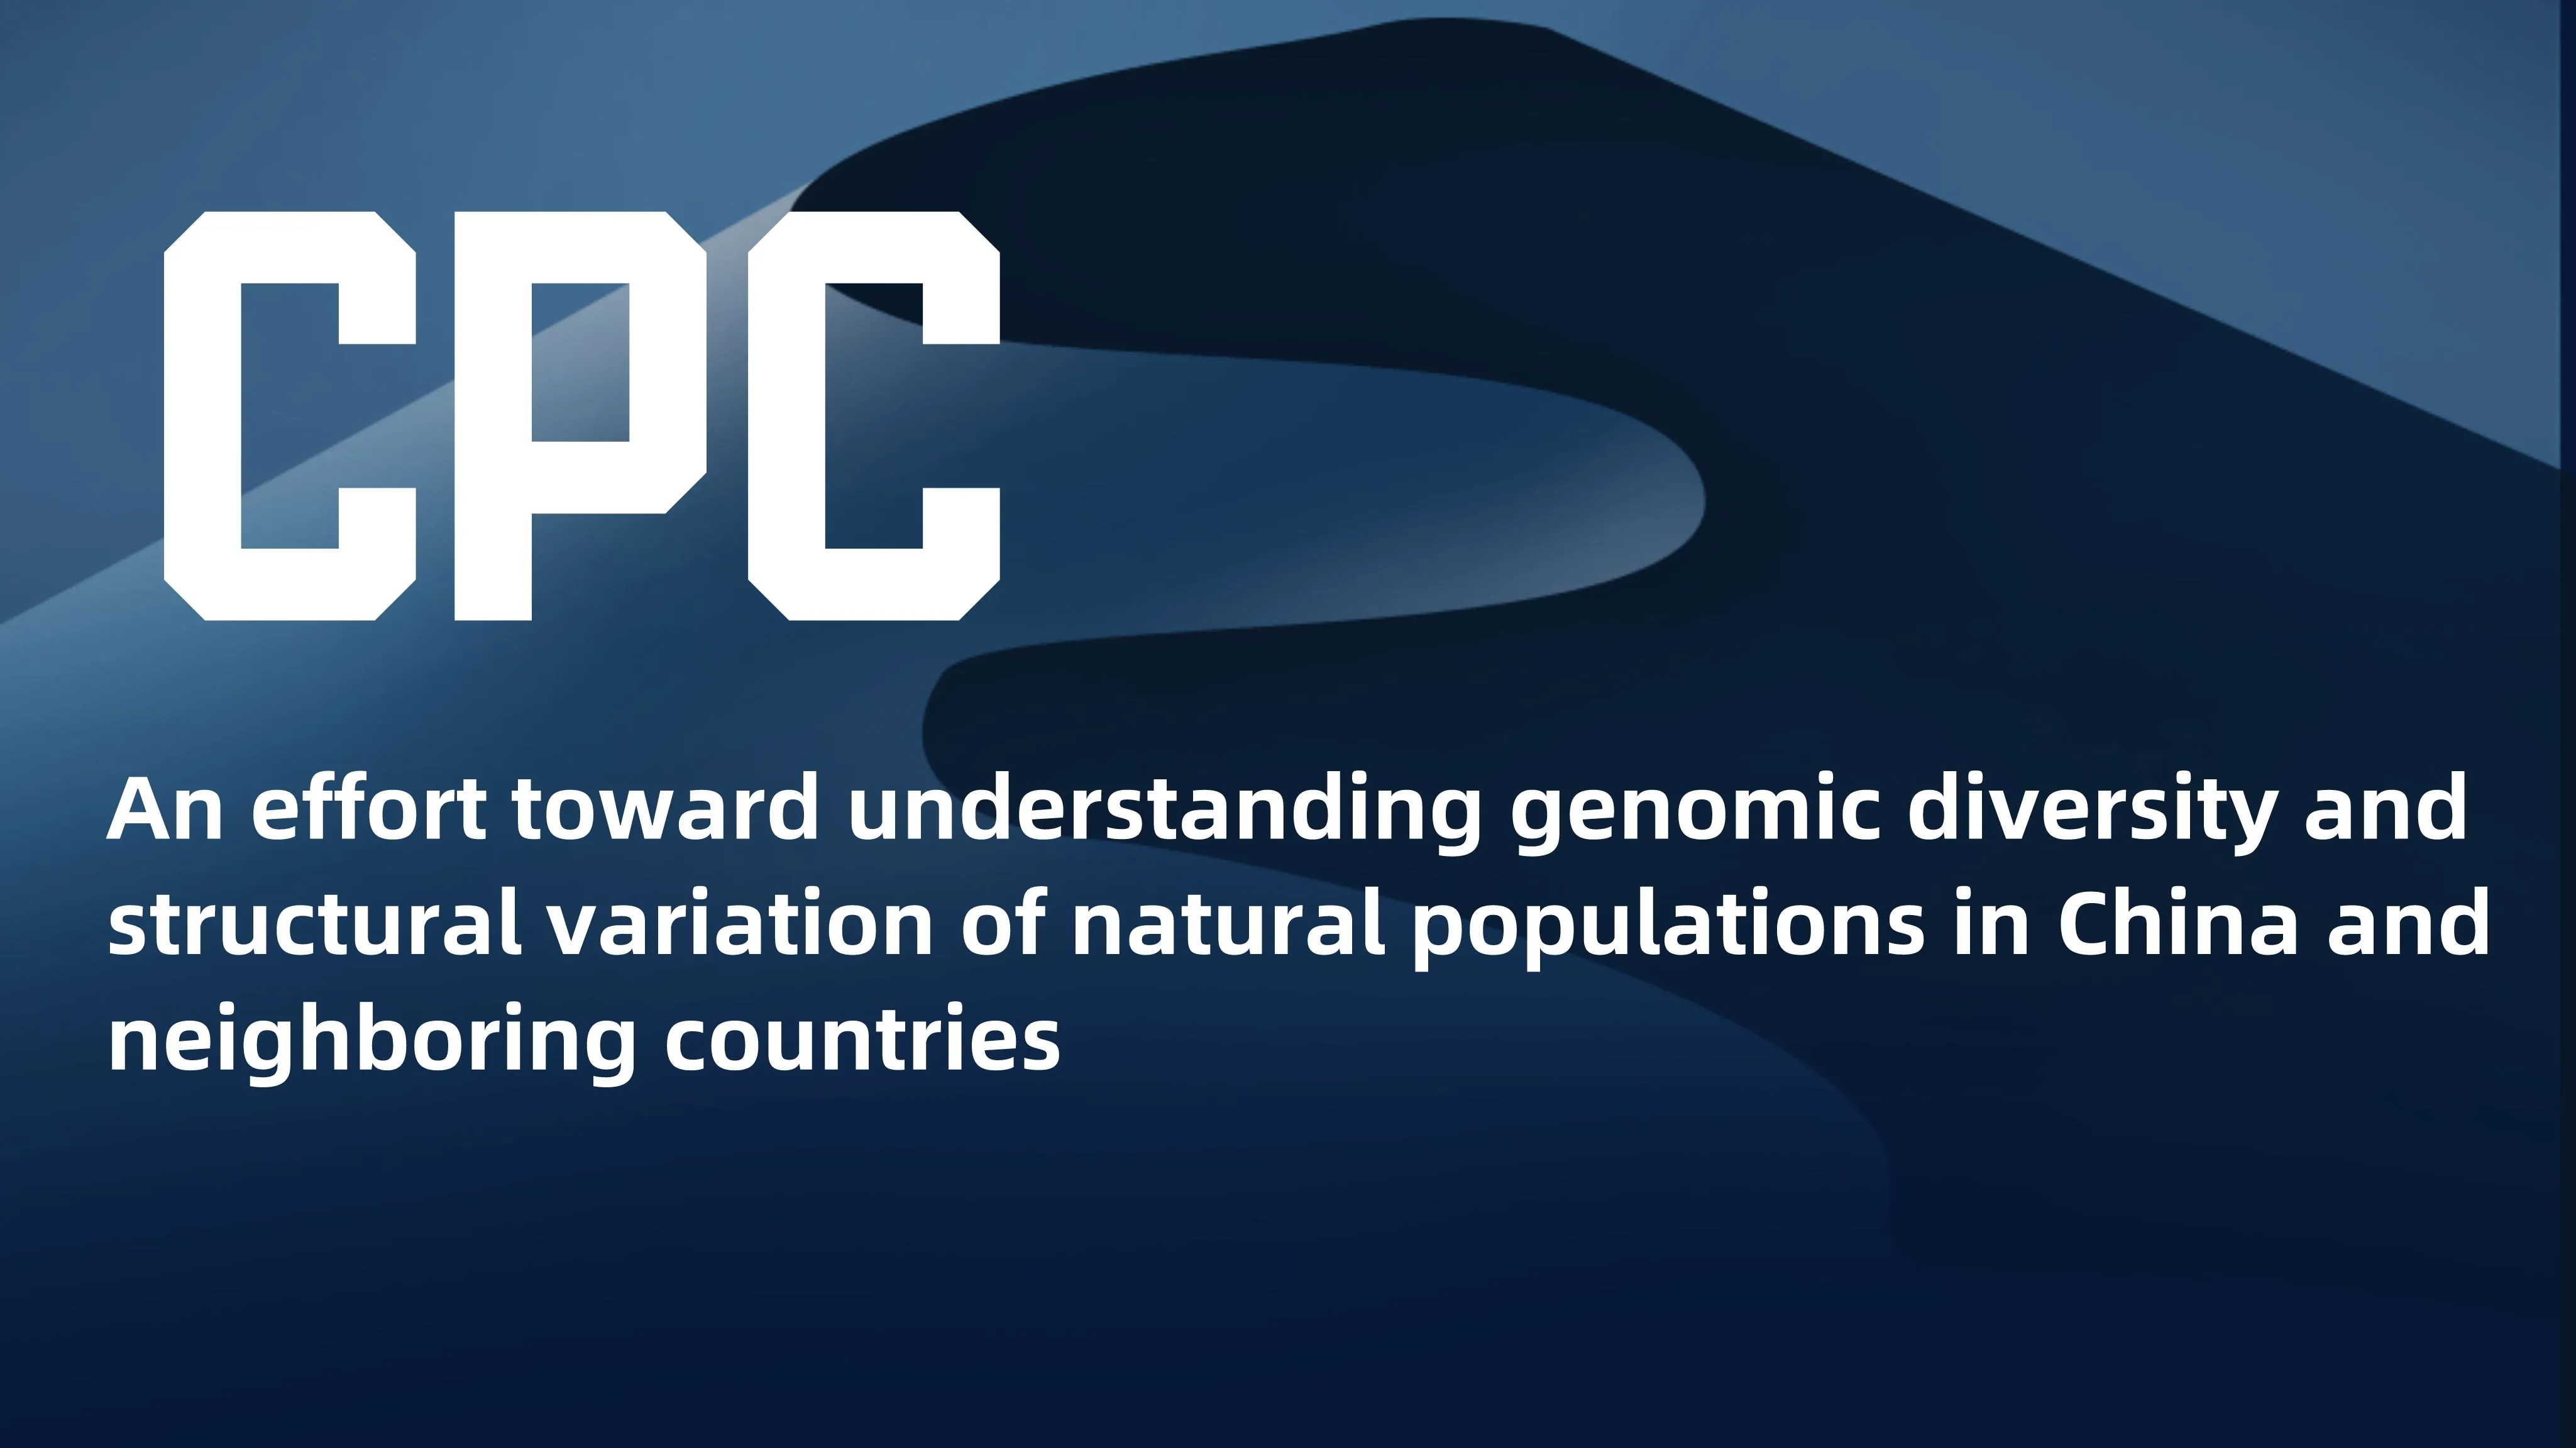 CPC
An effort toward understanding genomic diversity and
structural variation of natural populations in China and
neighboring countries